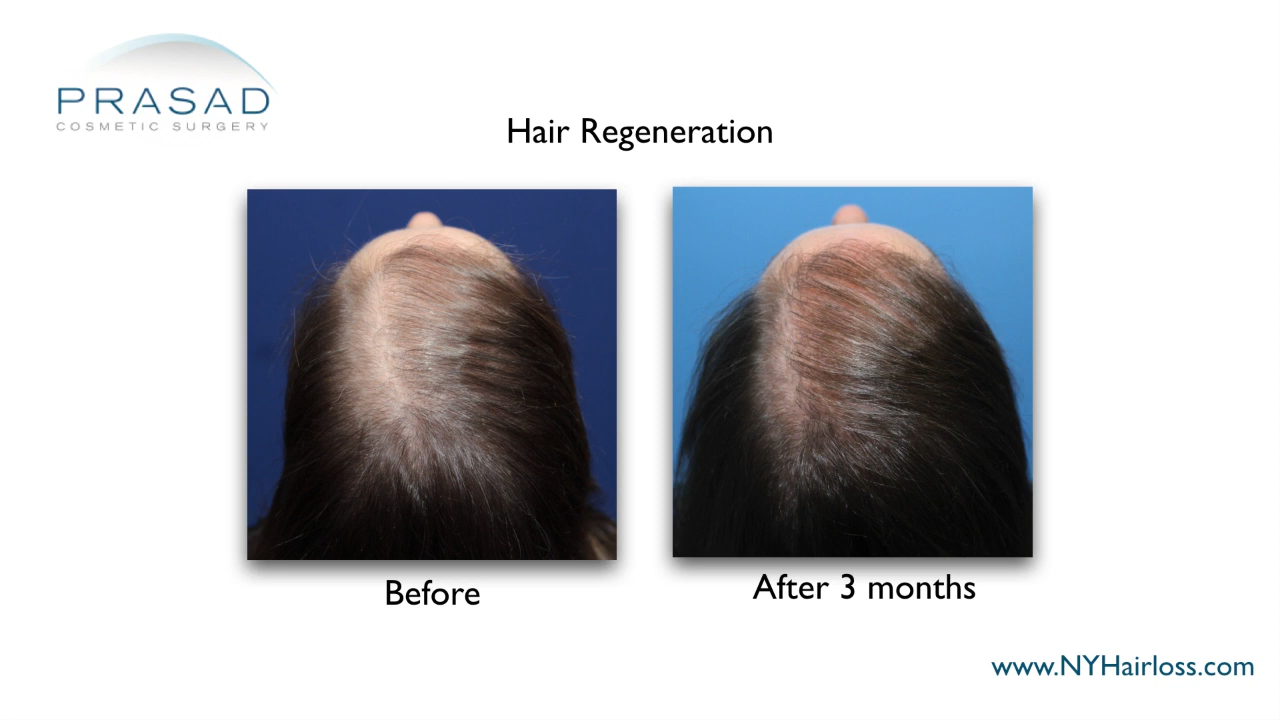 PRASAD
COSMETIC SURGERY
Hair Regeneration
Before
After 3 months
www.NYHairloss.com